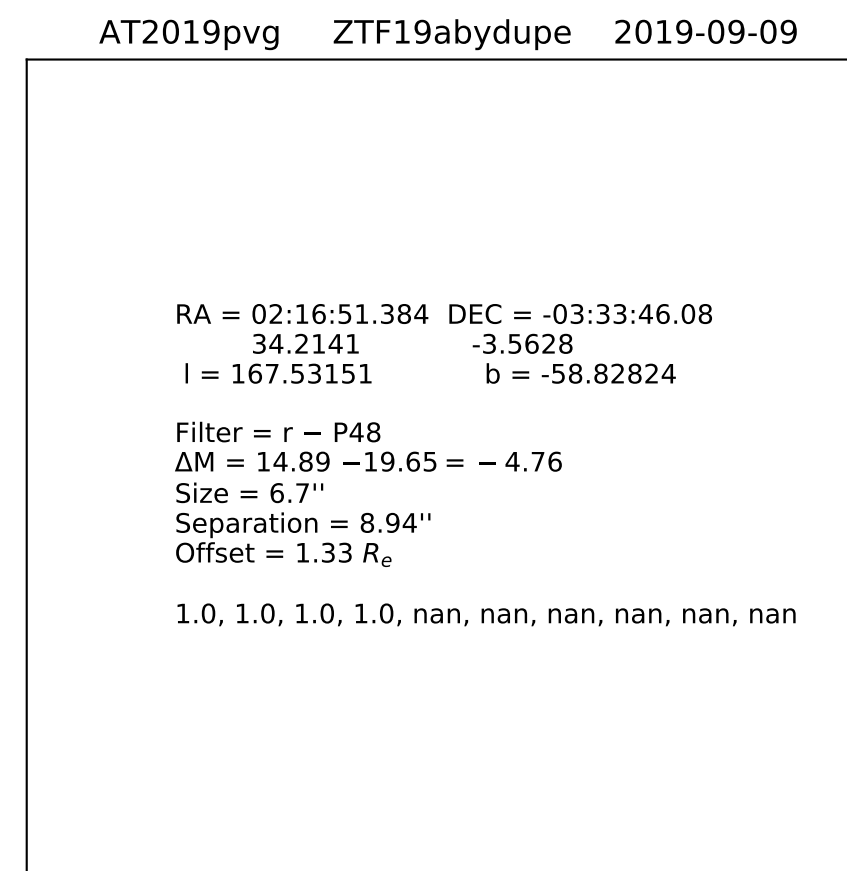 AT2019pvg ZTF19abydupe 2019-09-09
RA = 02:16:51.384 DEC = -03:33:46.08
34.2141 -3.5628
l = 167.53151 b = -58.82824
Filter = r − P48
ΔM = 14.89 −19.65 = − 4.76
Size = 6.7''
Separation = 8.94''
Offset = 1.33 Re
1.0, 1.0, 1.0, 1.0, nan, nan, nan, nan, nan, nan